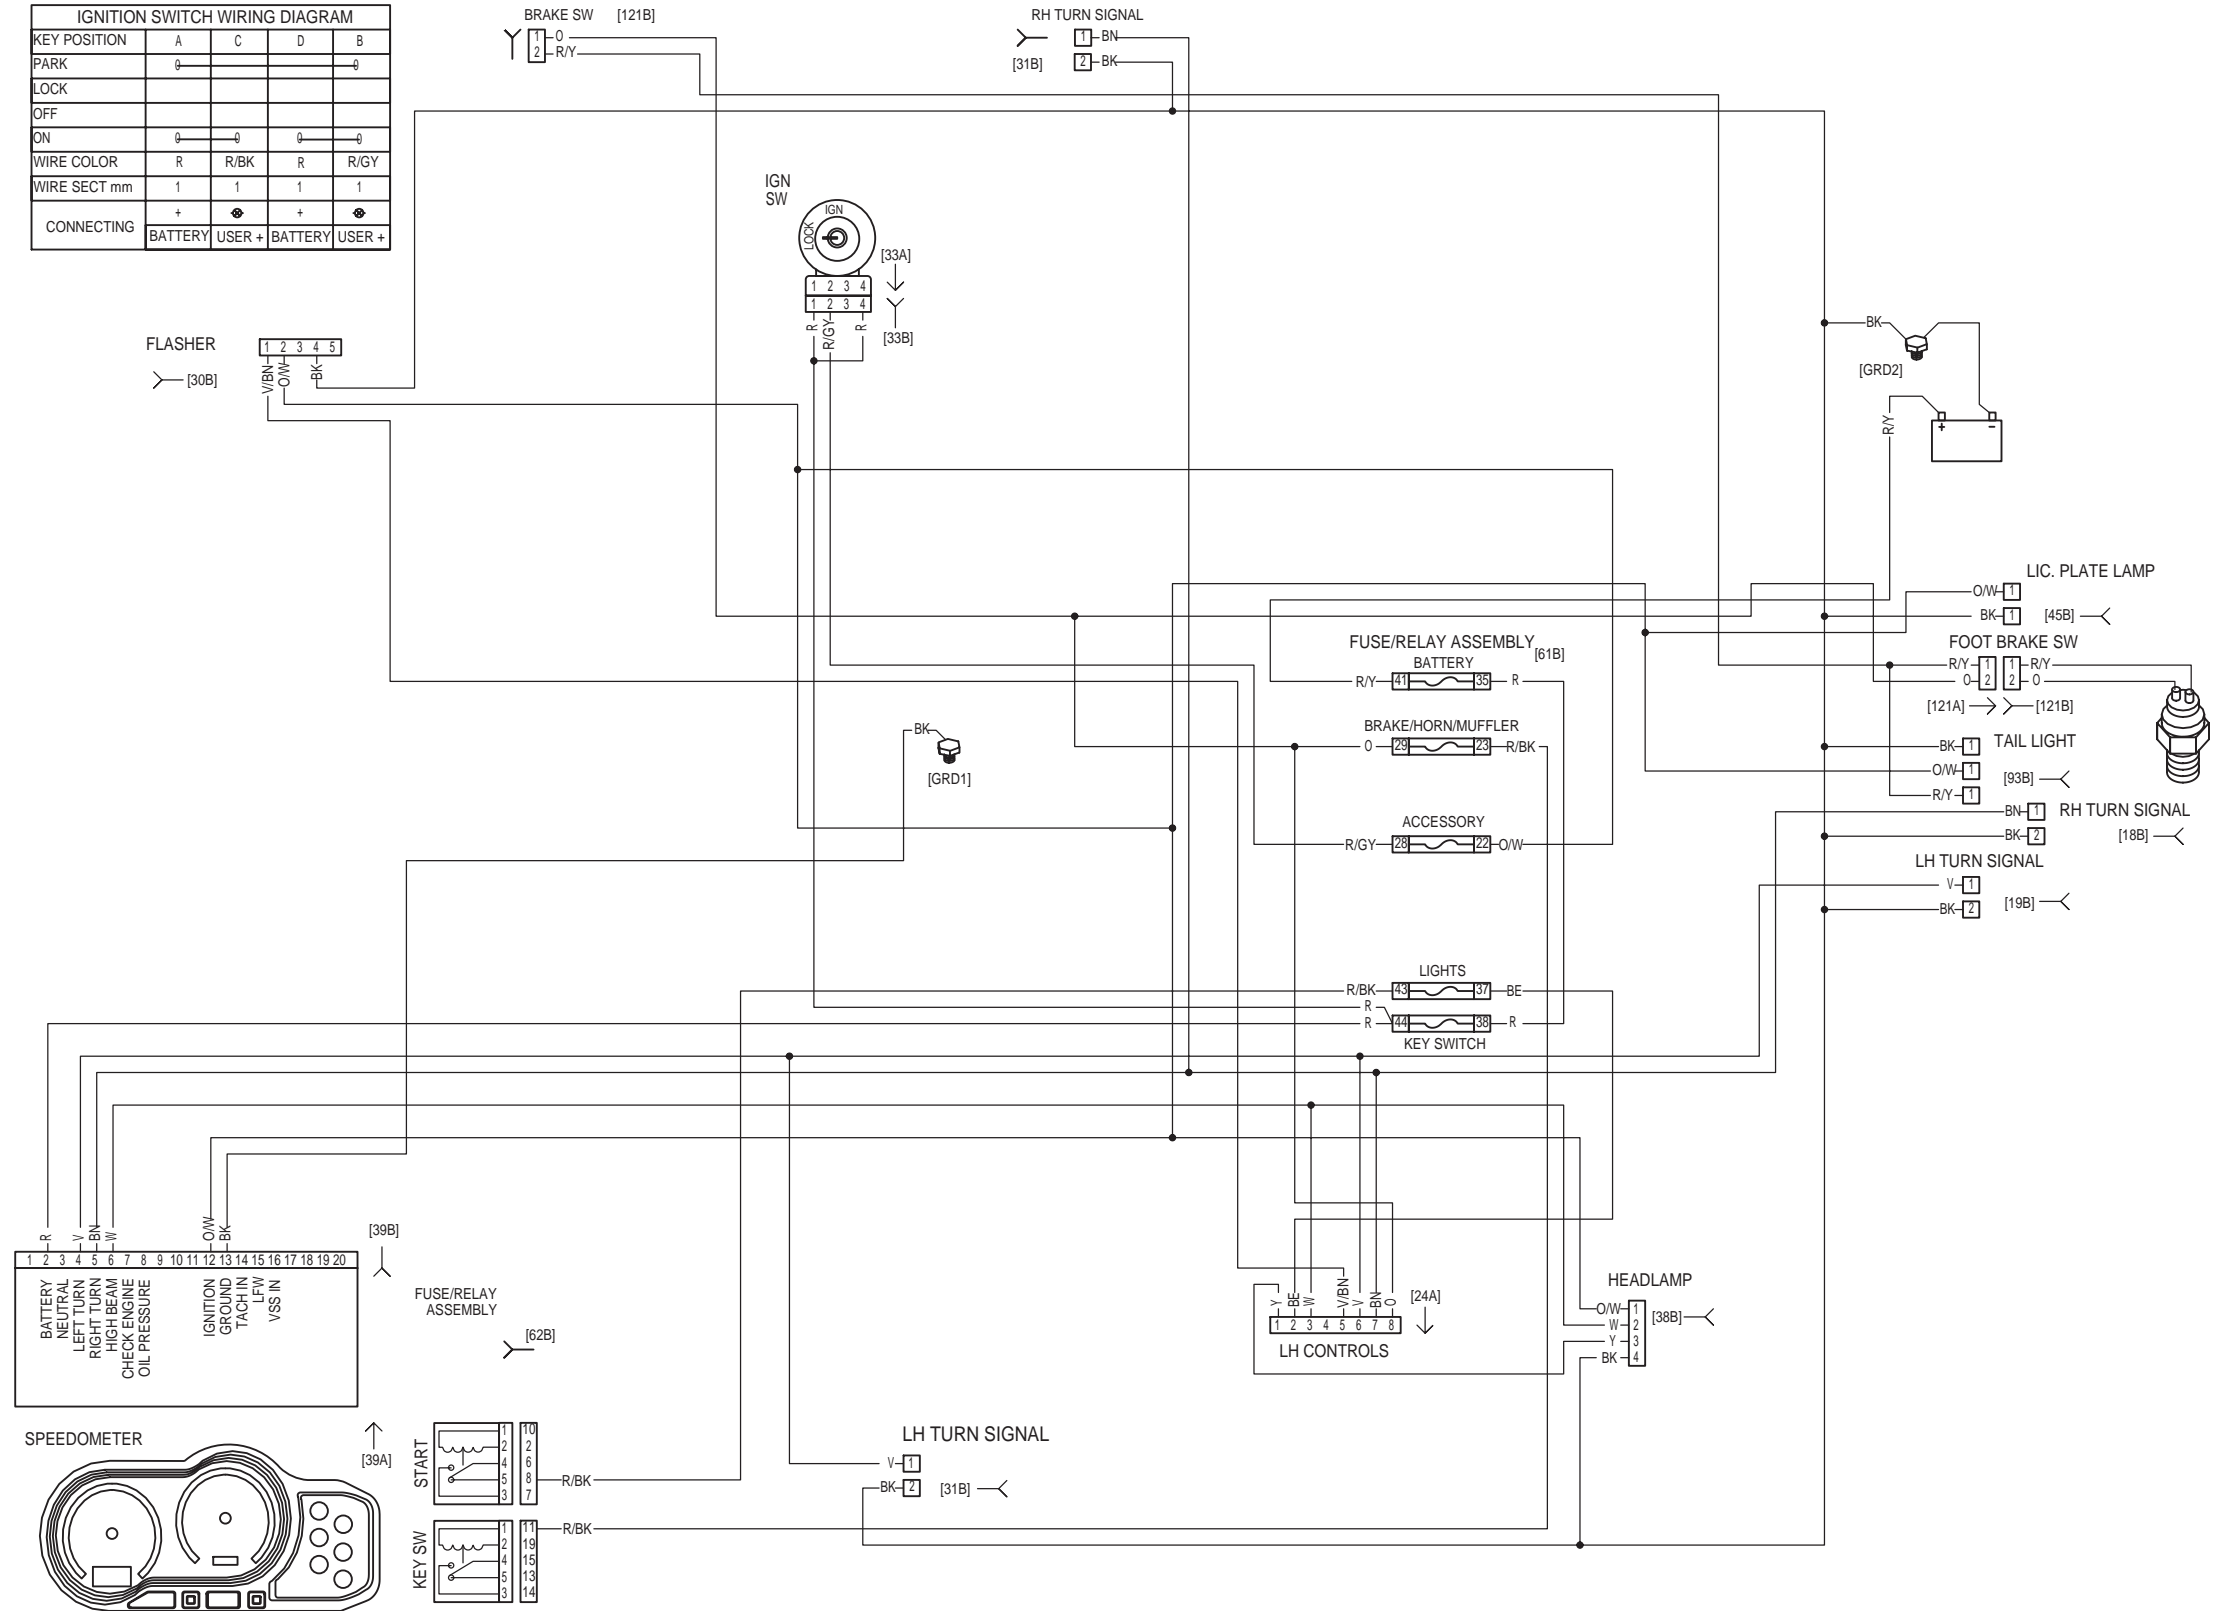 IGNITION SWITCH WIRING DIAGRAM
KEY POSITION A C D B
PARK 0 0
LOCK
OFF
ON 0 0 0 0
WIRE COLOR R R/BK R R/GY
WIRE SECT mm 1 1 1 1
CONNECTING
+ +
BATTERY USER + BATTERY USER +
BRAKE SW [121B]
1 O
2 R/Y
RH TURN SIGNAL
[31B]
1 BN
2 BK
IGN
SW
IGN
LOCK
[33A]
1 2 3 4
1 2 3 4
[33B]
R R/GY R
FLASHER
[30B]
1 2 3 4 5
V/BN O/W BK
BK
[GRD2]
R/Y
+ -
LIC. PLATE LAMP
O/W 1
BK 1
[45B]
FOOT BRAKE SW
R/Y 1 1 R/Y
O 2 2 O
[121A] [121B]
TAIL LIGHT
BK 1
O/W 1
R/Y 1
[93B]
RH TURN SIGNAL
BN 1
BK 2
[18B]
LH TURN SIGNAL
V 1
BK 2
[19B]
FUSE/RELAY ASSEMBLY
[61B]
BATTERY
R/Y 41 35 R
BRAKE/HORN/MUFFLER
O 29 23 R/BK
ACCESSORY
R/GY 28 22 O/W
LIGHTS
R/BK 43 37 BE
R
R 44 38 R
KEY SWITCH
BK
[GRD1]
R V BN W O/W BK
[39B]
1 2 3 4 5 6 7 8 9 10 11 12 13 14 15 16 17 18 19 20
BATTERY
NEUTRAL
LEFT TURN
RIGHT TURN
HIGH BEAM
CHECK ENGINE
OIL PRESSURE
IGNITION
GROUND
TACH IN
LFW
VSS IN
[39A]
SPEEDOMETER
FUSE/RELAY
ASSEMBLY
[62B]
START
1 10
2 2
4 6
5 8 R/BK
3 7
KEY SW
1 11 R/BK
2 19
4 15
5 13
3 14
LH TURN SIGNAL
V 1
BK 2
[31B]
Y BE W V/BN V BN O
1 2 3 4 5 6 7 8
[24A]
LH CONTROLS
HEADLAMP
O/W 1
W 2
Y 3
BK 4
[38B]